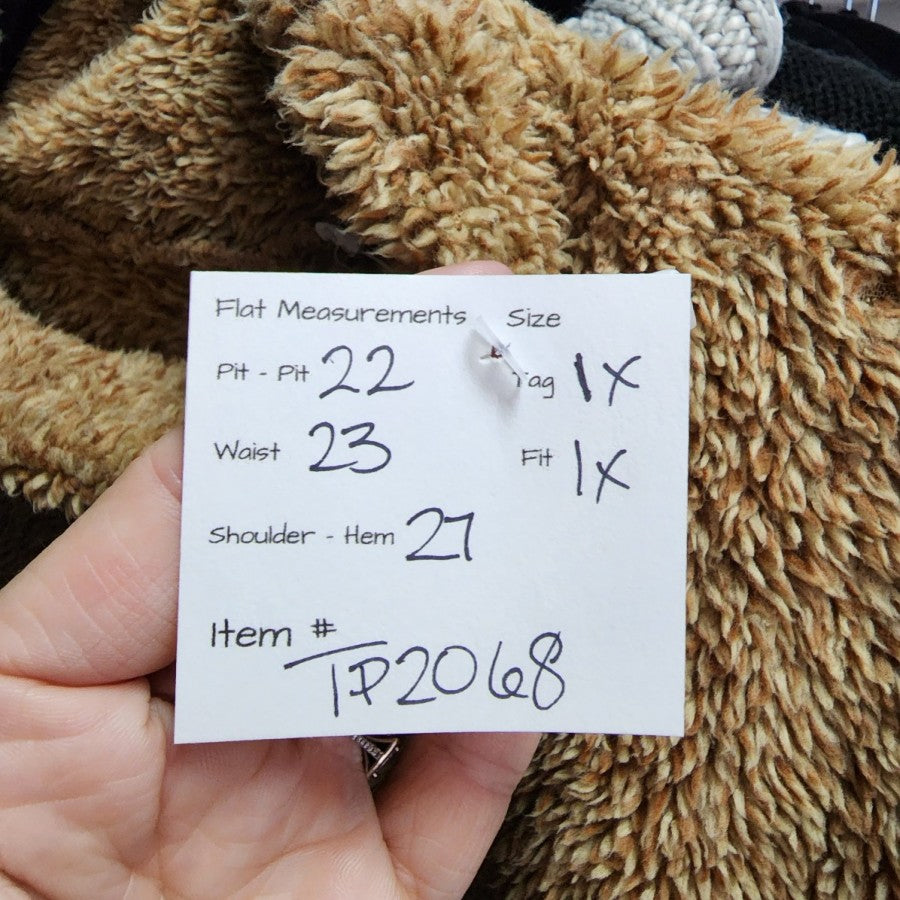 Flat Measurements Size
Pit - Pit 22 Tag 1X
Waist 23 Fit 1X
Shoulder - Hem 27
Item #
TP2068